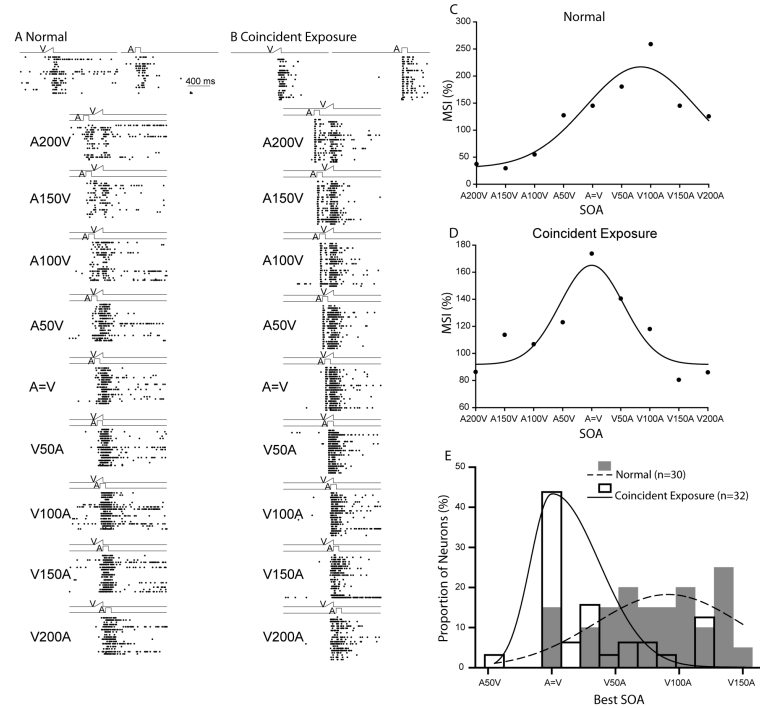 A Normal
V
A
400 ms
B Coincident Exposure
V
A
A200V
V
A
A150V
V
A
A100V
V
A
A50V
V
A
A=V
V
A
V50A
V
A
V100A
V
A
V150A
V
A
V200A
V
A
A200V
V
A
A150V
V
A
A100V
V
A
A50V
V
A
A=V
V
A
V50A
V
A
V100A
V
A
V150A
V
A
V200A
V
A
C
Normal
MSI (%)
300
250
200
150
100
50
0
A200V A150V A100V A50V A=V V50A V100A V150A V200A
SOA
D
Coincident Exposure
MSI (%)
180
160
140
120
100
80
60
A200V A150V A100V A50V A=V V50A V100A V150A V200A
SOA
E
Normal (n=30)
Coincident Exposure (n=32)
Proportion of Neurons (%)
50
40
30
20
10
0
A50V A=V V50A V100A V150A
Best SOA